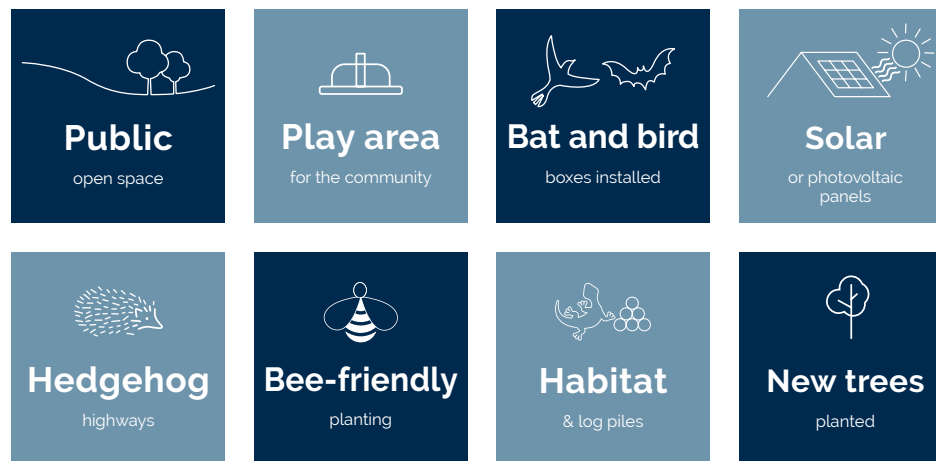 Public
open space
Play area
for the community
Bat and bird
boxes installed
Solar
or photovoltaic
panels
Hedgehog
highways
Bee-friendly
planting
Habitat
& log piles
New trees
planted